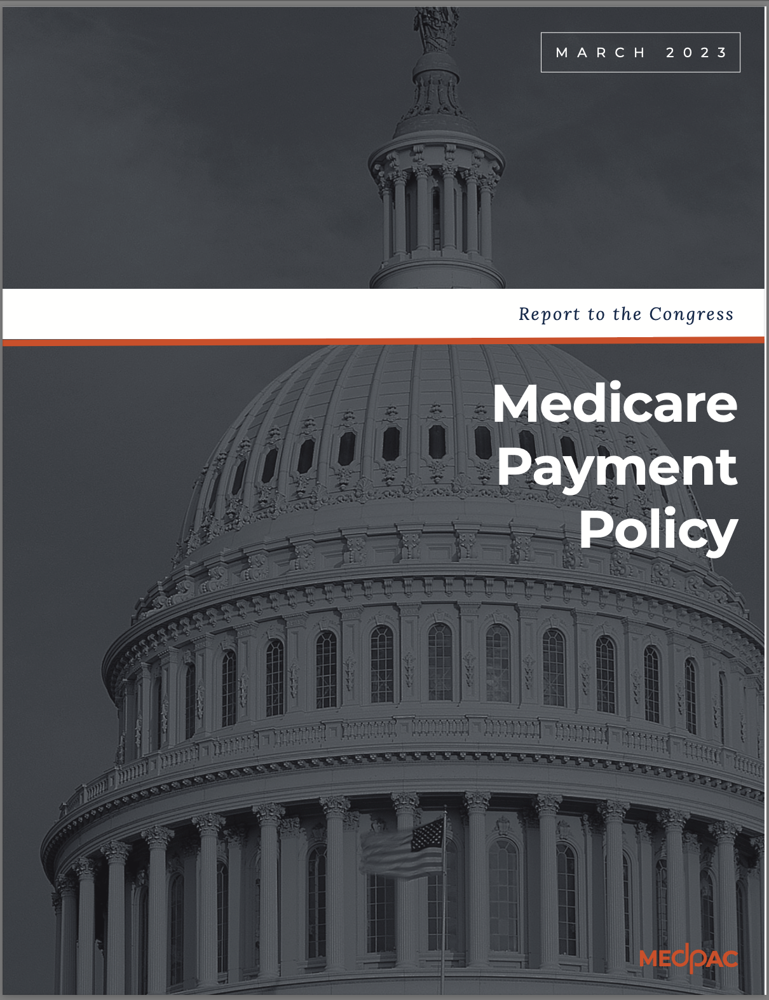 MARCH 2023
Report to the Congress
Medicare
Payment
Policy
MEdpAC